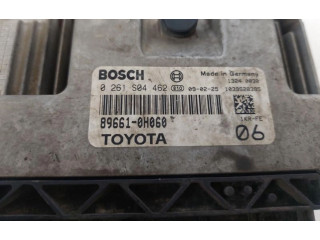 BOSCH Made in Germany
0 261 S04 462 09-02-25
89661-0H060 1KR-FE
TOYOTA 06